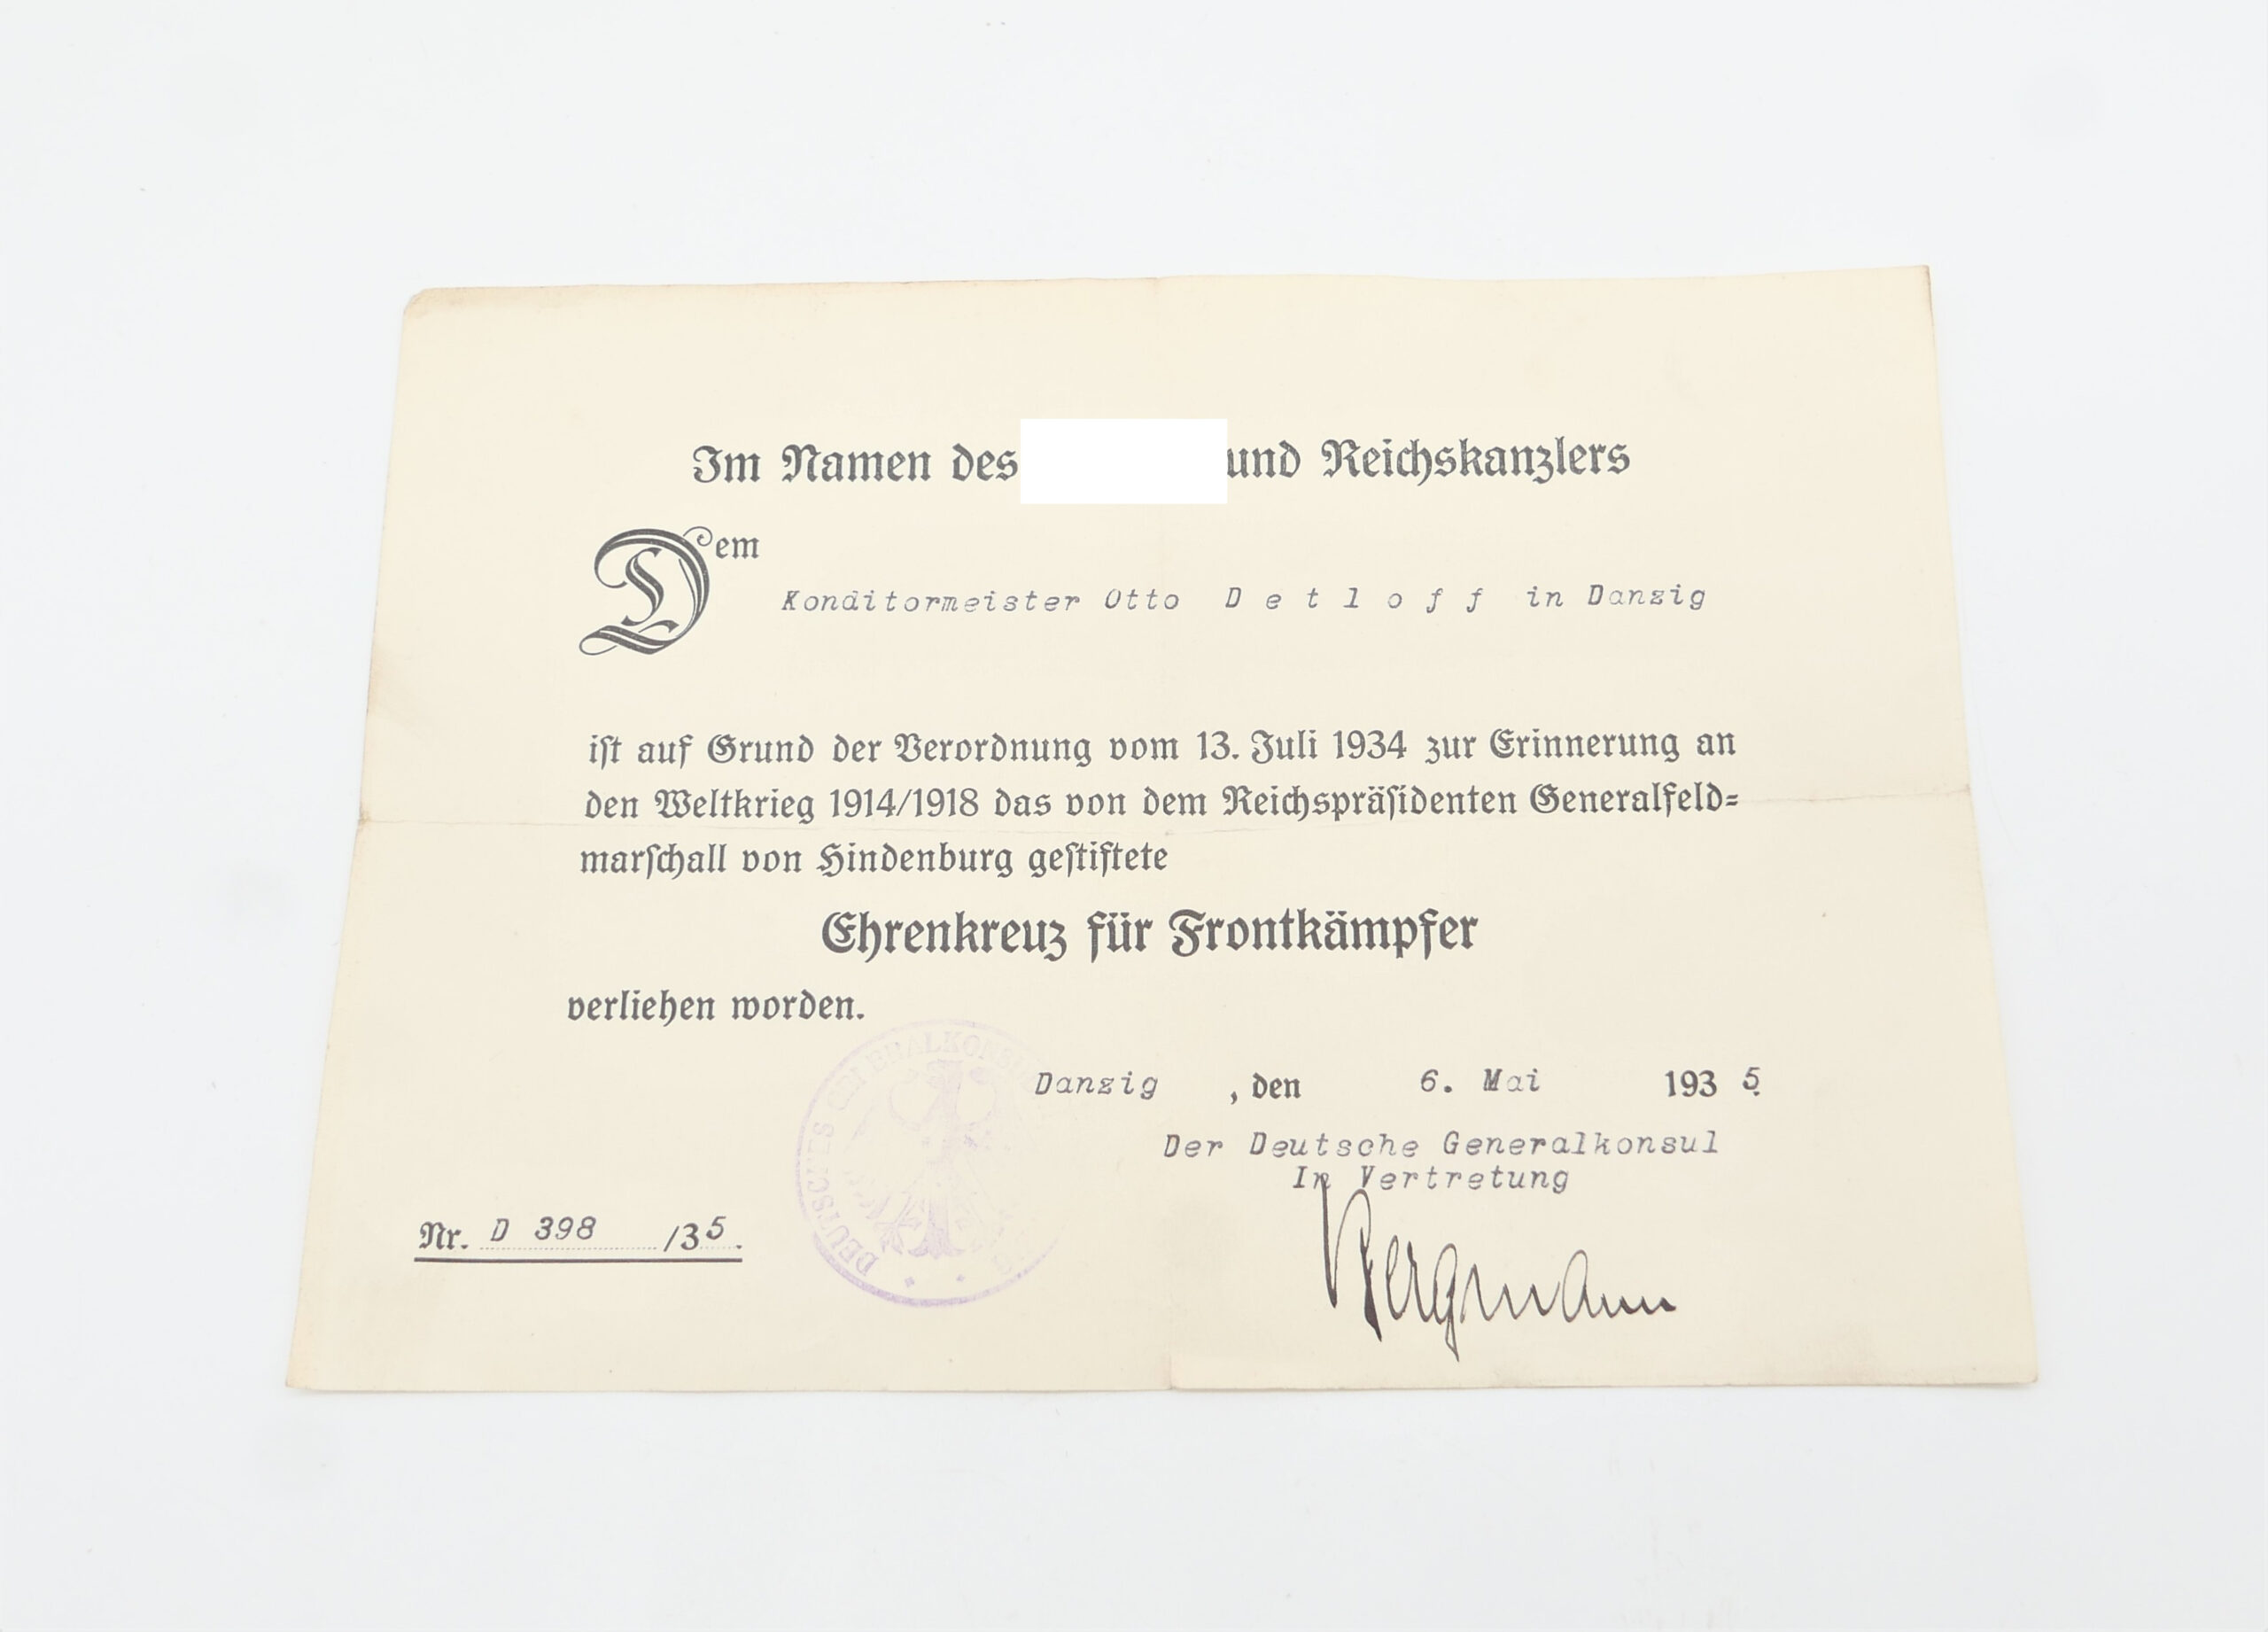 Im Namen des und Reichskanzlers
Dem
Konditormeister Otto D e t l o f f in Danzig
ist auf Grund der Verordnung vom 13. Juli 1934 zur Erinnerung an
den Weltkrieg 1914/1918 das von dem Reichspräsidenten Generalfeld=
marschall von Hindenburg gestiftete
Ehrenkreuz für Frontkämpfer
verliehen worden.
Danzig, den 6. Mai 1935.
Der Deutsche Generalkonsul
In Vertretung
Bergmann
Nr. D 398 /35.
DEUTSCHES GENERALKONSULAT